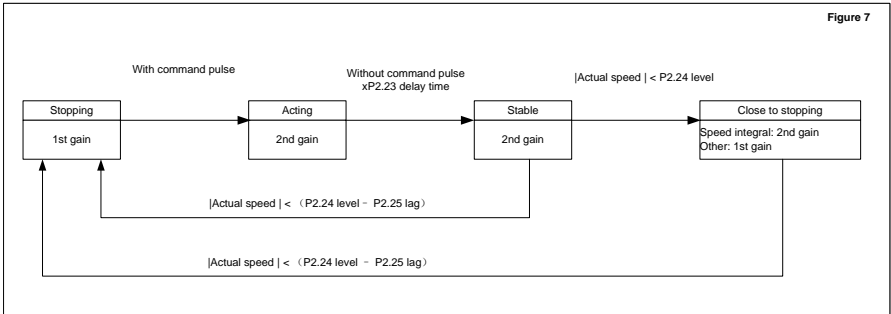 Figure 7
With command pulse
Without command pulse
xP2.23 delay time
|Actual speed | < P2.24 level
Stopping
1st gain
Acting
2nd gain
Stable
2nd gain
Close to stopping
Speed integral: 2nd gain
Other: 1st gain
|Actual speed | < （P2.24 level - P2.25 lag）
|Actual speed | < （P2.24 level - P2.25 lag）